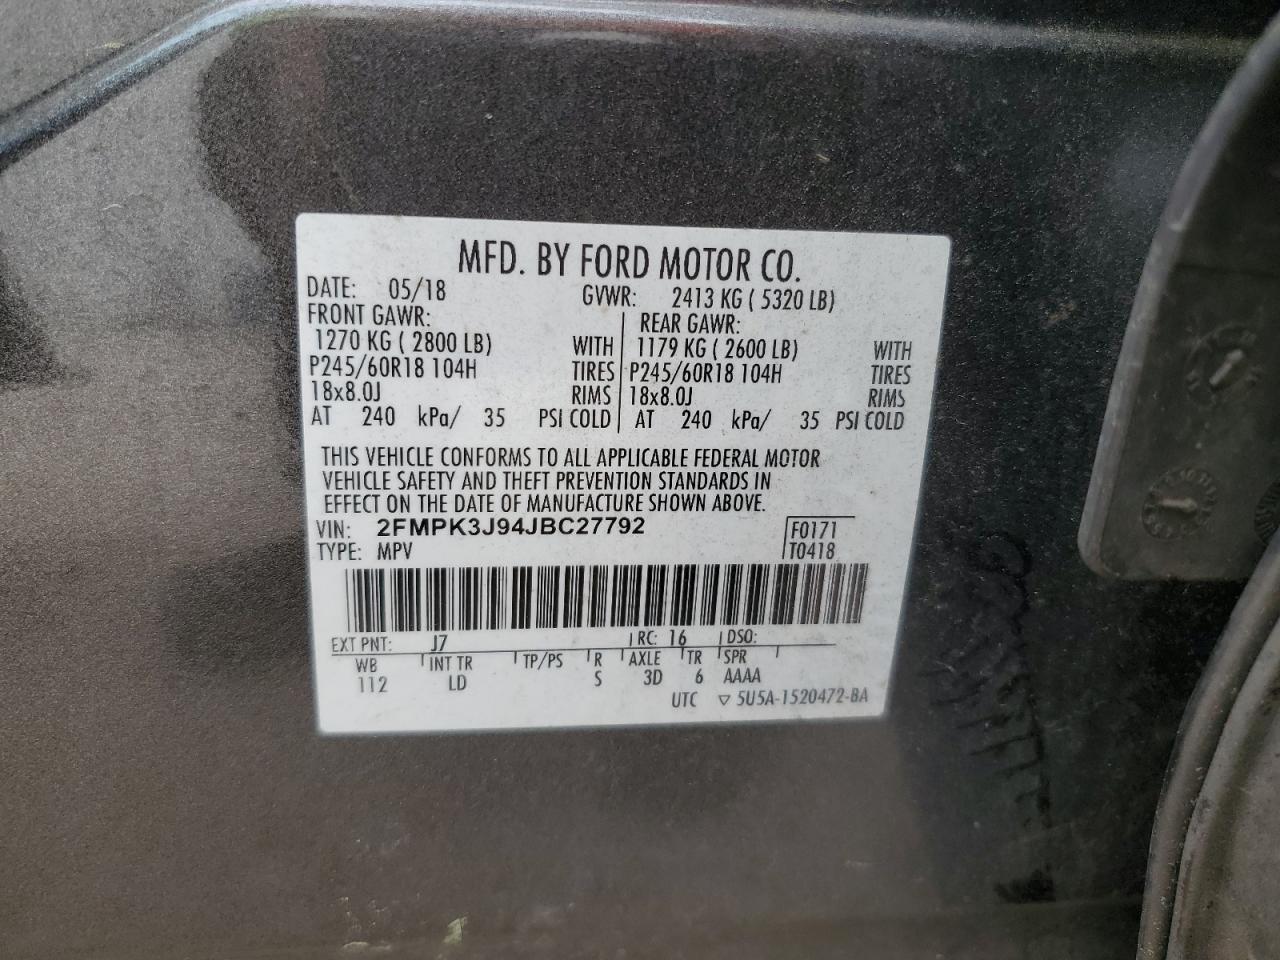 MFD. BY FORD MOTOR CO.
DATE: 05/18 GVWR: 2413 KG ( 5320 LB)
FRONT GAWR: REAR GAWR:
1270 KG ( 2800 LB) WITH 1179 KG ( 2600 LB) WITH
P245/60R18 104H TIRES P245/60R18 104H TIRES
18x8.0J RIMS 18x8.0J RIMS
AT 240 kPa/ 35 PSI COLD AT 240 kPa/ 35 PSI COLD
THIS VEHICLE CONFORMS TO ALL APPLICABLE FEDERAL MOTOR
VEHICLE SAFETY AND THEFT PREVENTION STANDARDS IN
EFFECT ON THE DATE OF MANUFACTURE SHOWN ABOVE.
VIN: 2FMPK3J94JBC27792 F0171
TYPE: MPV T0418
EXT PNT: J7 RC: 16 DSO:
WB INT TR TP/PS R AXLE TR SPR
112 LD S 3D 6 AAAA
UTC ▽ 5U5A-1520472-BA